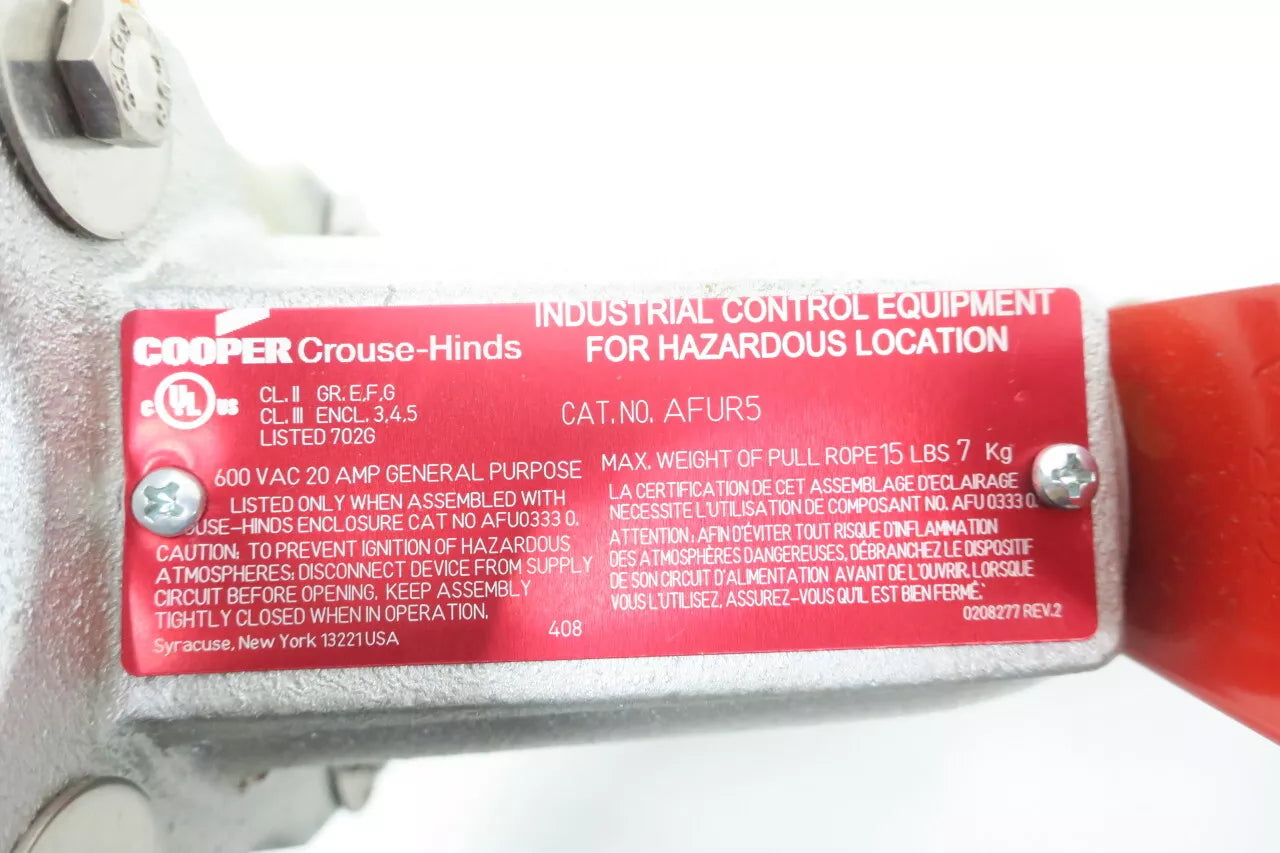 COOPER Crouse-Hinds
INDUSTRIAL CONTROL EQUIPMENT
FOR HAZARDOUS LOCATION
c UL us
CL. II GR. E,F,G
CL. III ENCL. 3,4,5
LISTED 702G
CAT. NO. AFUR5
600 VAC 20 AMP GENERAL PURPOSE
LISTED ONLY WHEN ASSEMBLED WITH
OUSE-HINDS ENCLOSURE CAT NO AFU0333 0.
CAUTION: TO PREVENT IGNITION OF HAZARDOUS
ATMOSPHERES: DISCONNECT DEVICE FROM SUPPLY
CIRCUIT BEFORE OPENING. KEEP ASSEMBLY
TIGHTLY CLOSED WHEN IN OPERATION.
Syracuse, New York 13221 USA
408
MAX. WEIGHT OF PULL ROPE 15 LBS 7 Kg
LA CERTIFICATION DE CET ASSEMBLAGE D'ECLAIRAGE
NECESSITE L'UTILISATION DE COMPOSANT NO. AFU 0333 0.
ATTENTION: AFIN D'ÉVITER TOUT RISQUE D'INFLAMMATION
DES ATMOSPHÈRES DANGEREUSES, DÉBRANCHEZ LE DISPOSITIF
DE SON CIRCUIT D'ALIMENTATION AVANT DE L'OUVRIR. LORSQUE
VOUS L'UTILISEZ, ASSUREZ-VOUS QU'IL EST BIEN FERMÉ.
0208277 REV.2